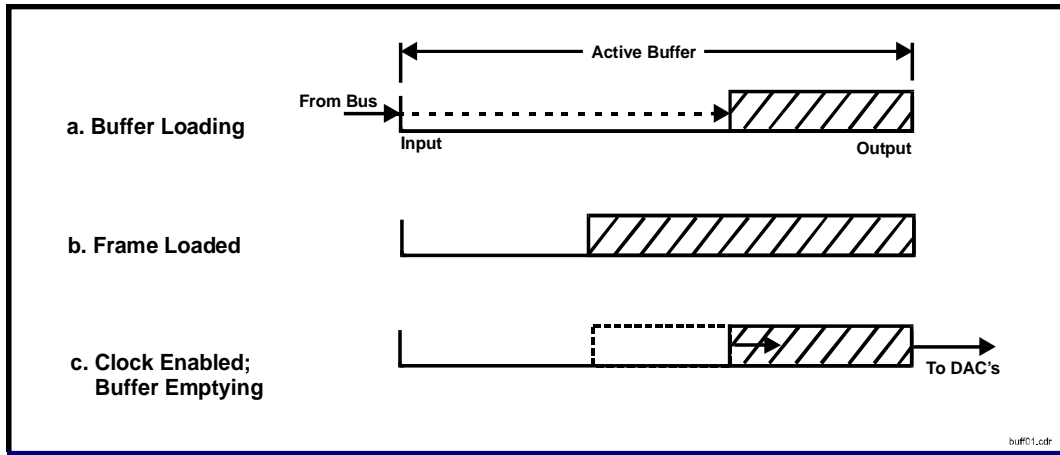 Active Buffer
From Bus
a. Buffer Loading
Input
Output
b. Frame Loaded
c. Clock Enabled;
Buffer Emptying
To DAC's
buff01.cdr